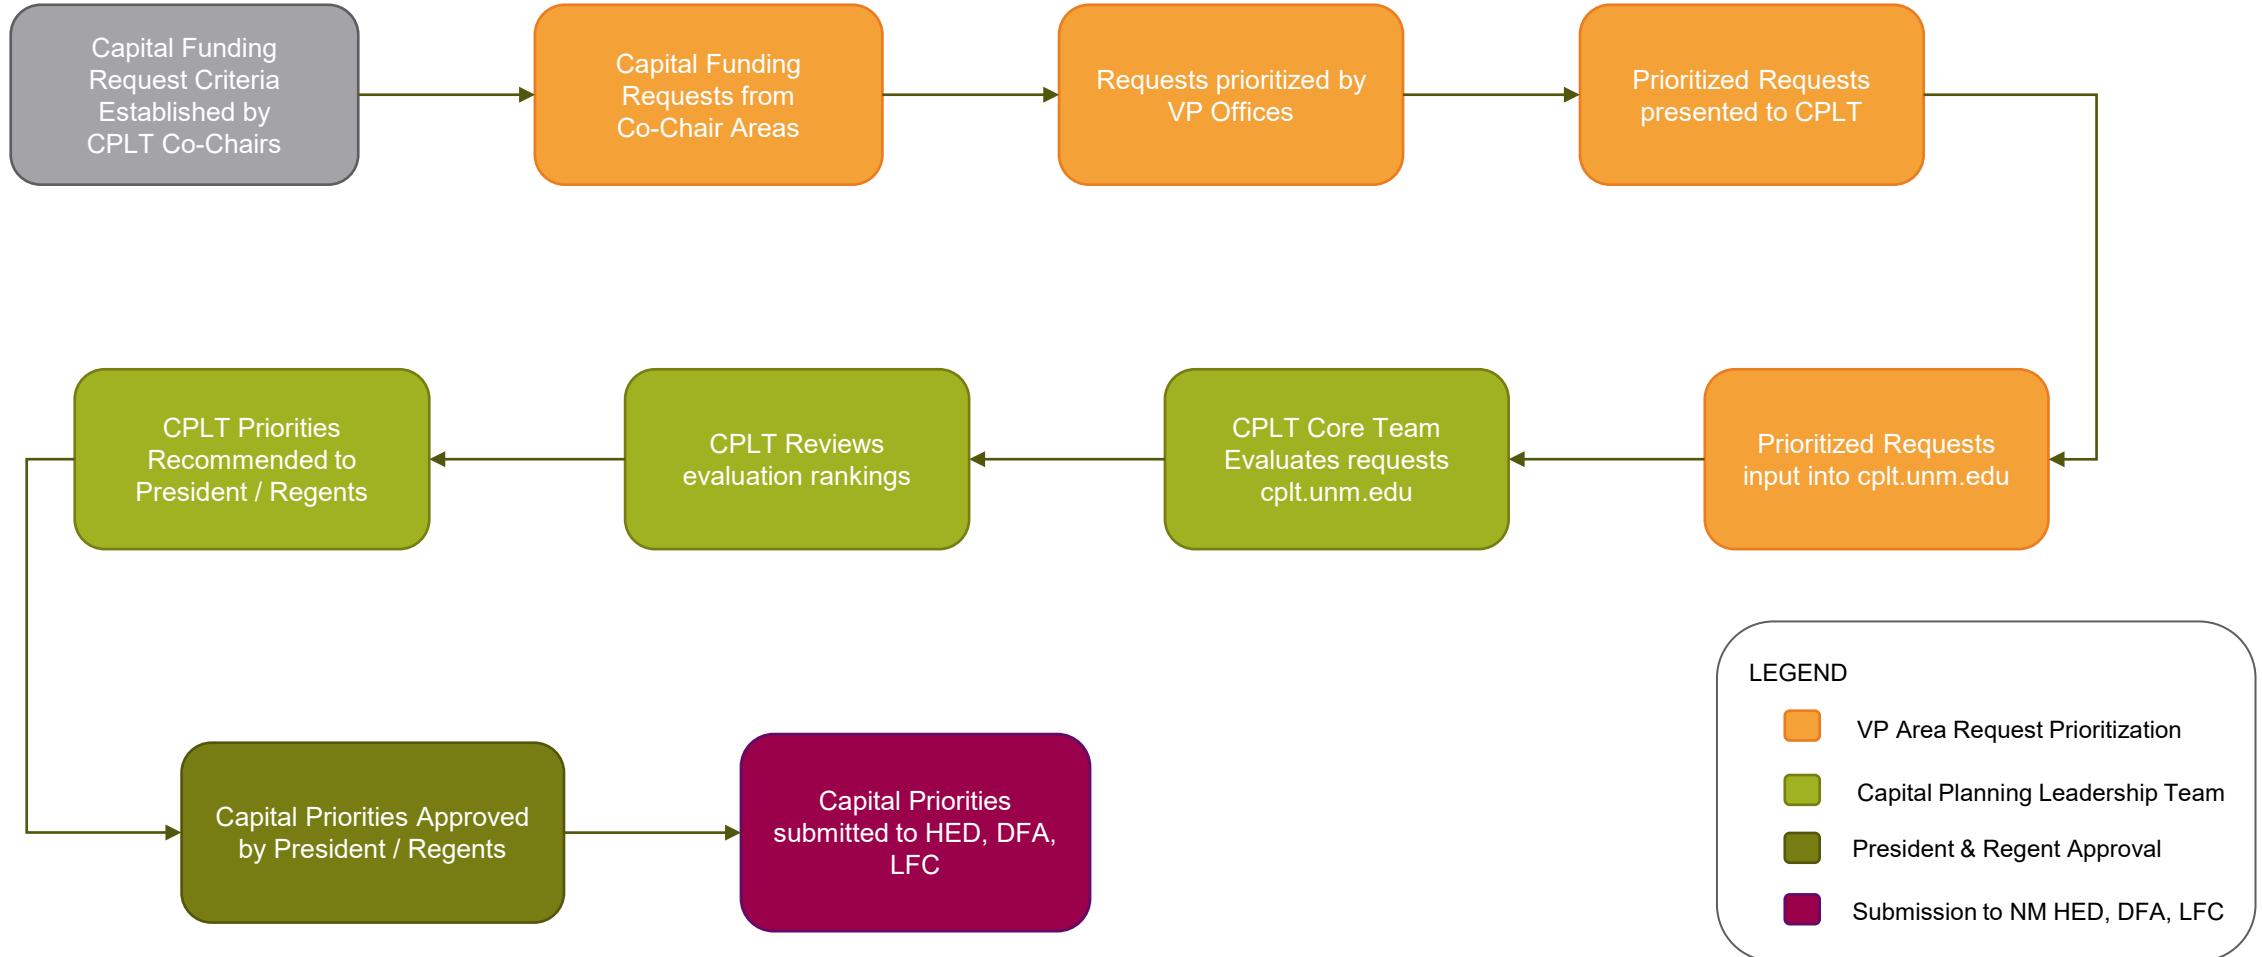 Capital Funding
Request Criteria
Established by
CPLT Co-Chairs
Capital Funding
Requests from
Co-Chair Areas
Requests prioritized by
VP Offices
Prioritized Requests
presented to CPLT
CPLT Priorities
Recommended to
President / Regents
CPLT Reviews
evaluation rankings
CPLT Core Team
Evaluates requests
cplt.unm.edu
Prioritized Requests
input into cplt.unm.edu
Capital Priorities Approved
by President / Regents
Capital Priorities
submitted to HED, DFA,
LFC
LEGEND
VP Area Request Prioritization
Capital Planning Leadership Team
President & Regent Approval
Submission to NM HED, DFA, LFC